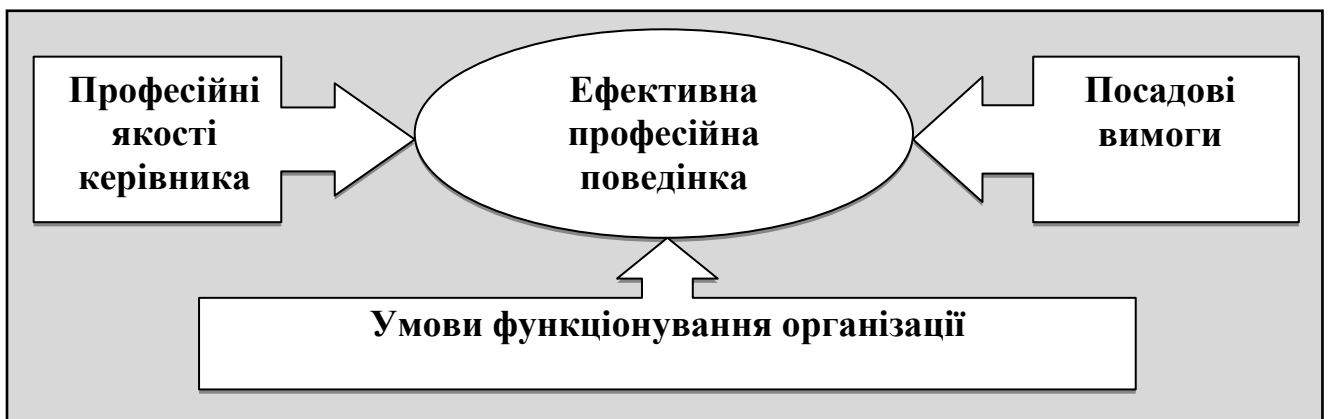 Професійні
якості
керівника
Ефективна
професійна
поведінка
Посадові
вимоги
Умови функціонування організації